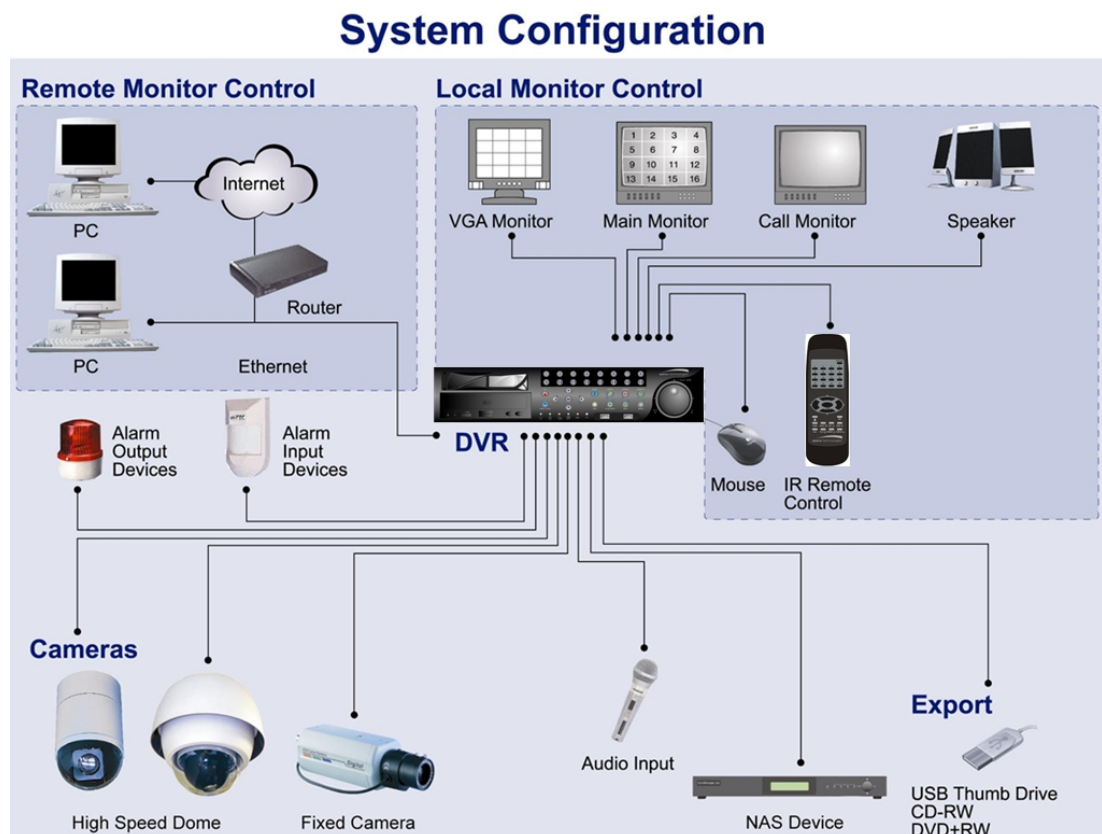 System Configuration
Remote Monitor Control
Local Monitor Control
Internet
PC
Router
PC
Ethernet
1 2 3 4
5 6 7 8
9 10 11 12
13 14 15 16
VGA Monitor
Main Monitor
Call Monitor
Speaker
DVR
Mouse
IR Remote
Control
Alarm
Output
Devices
Alarm
Input
Devices
Cameras
High Speed Dome
Fixed Camera
Audio Input
NAS Device
Export
USB Thumb Drive
CD-RW
DVD+RW